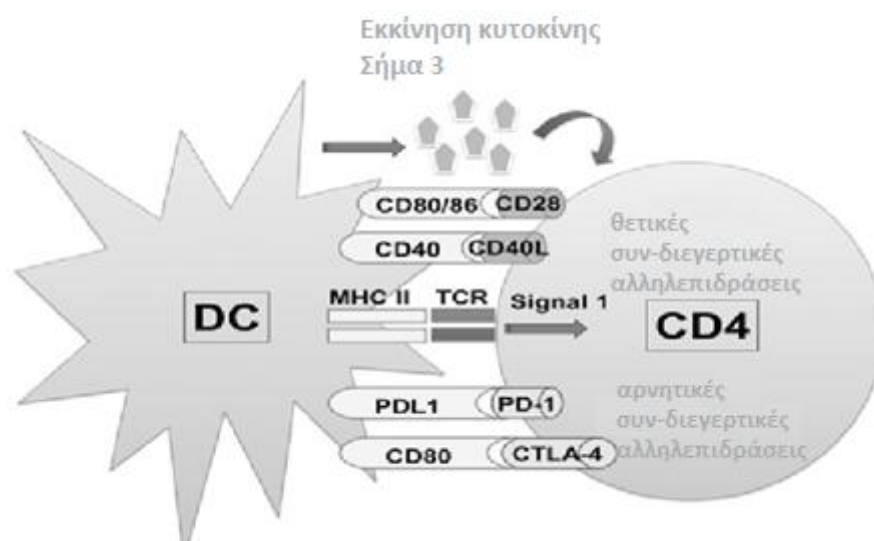 Εκκίνηση κυτοκίνης
Σήμα 3
CD80/86 CD28
CD40 CD40L
θετικές
συν-διεγερτικές
αλληλεπιδράσεις
MHC II TCR Signal 1
DC
CD4
PDL1 PD-1
CD80 CTLA-4
αρνητικές
συν-διεγερτικές
αλληλεπιδράσεις